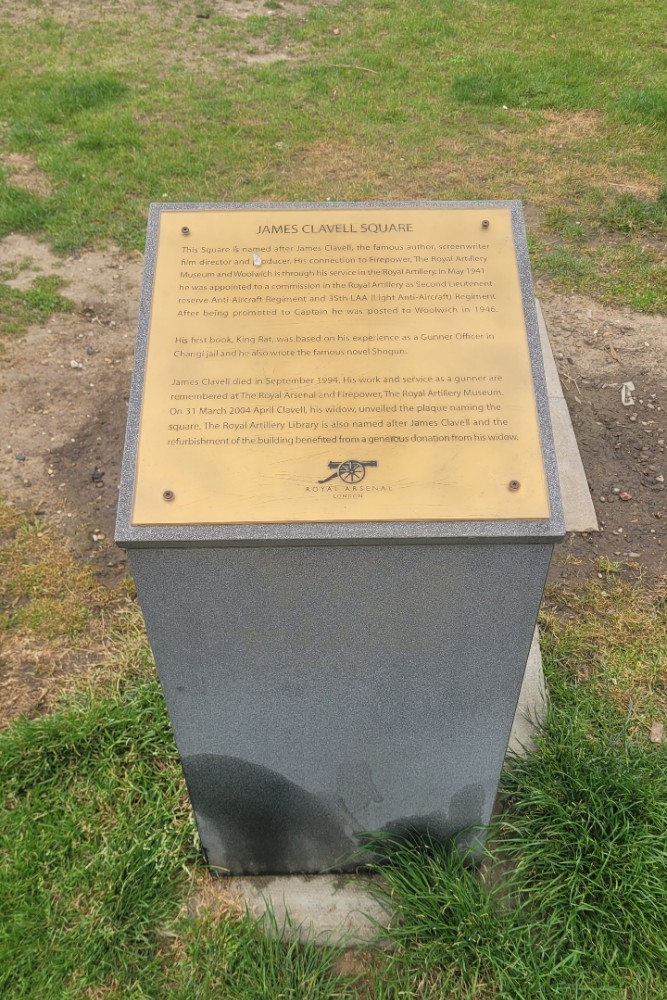 JAMES CLAVELL SQUARE
This Square is named after James Clavell, the famous author, screenwriter
film director and producer. His connection to Firepower, The Royal Artillery
Museum and Woolwich is through his service in the Royal Artillery. In May 1941
he was appointed to a commission in the Royal Artillery as Second Lieutenent
reserve Anti-Aircraft Regiment and 35th LAA (Light Anti-Aircraft) Regiment
After being promoted to Captain he was posted to Woolwich in 1946.
His first book, King Rat, was based on his experience as a Gunner Officer in
Changi jail and he also wrote the famous novel Shogun.
James Clavell died in September 1994. His work and service as a gunner are
remembered at The Royal Arsenal and Firepower, The Royal Artillery Museum.
On 31 March 2004 April Clavell, his widow, unveiled the plaque naming the
square, The Royal Artillery Library is also named after James Clavell and the
refurbishment of the building benefited from a generous donation from his widow.
ROYAL ARSENAL
LONDON